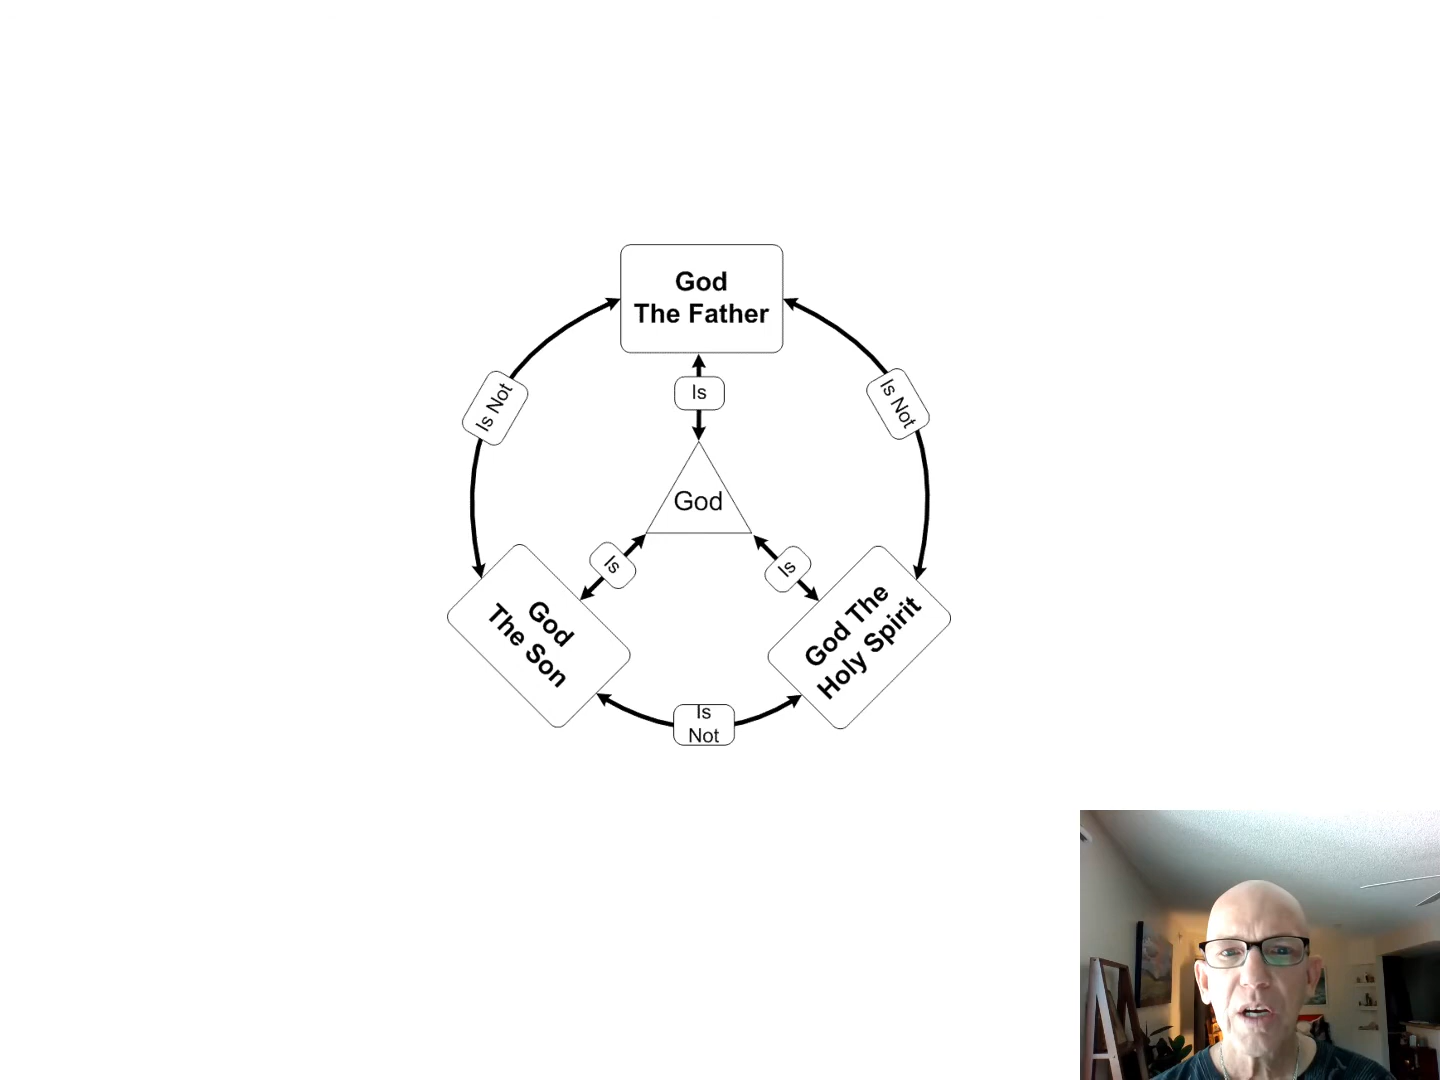 God
The Father
Is Not
Is
Is Not
God
Is
Is
God
The Son
God The
Holy Spirit
Is
Not